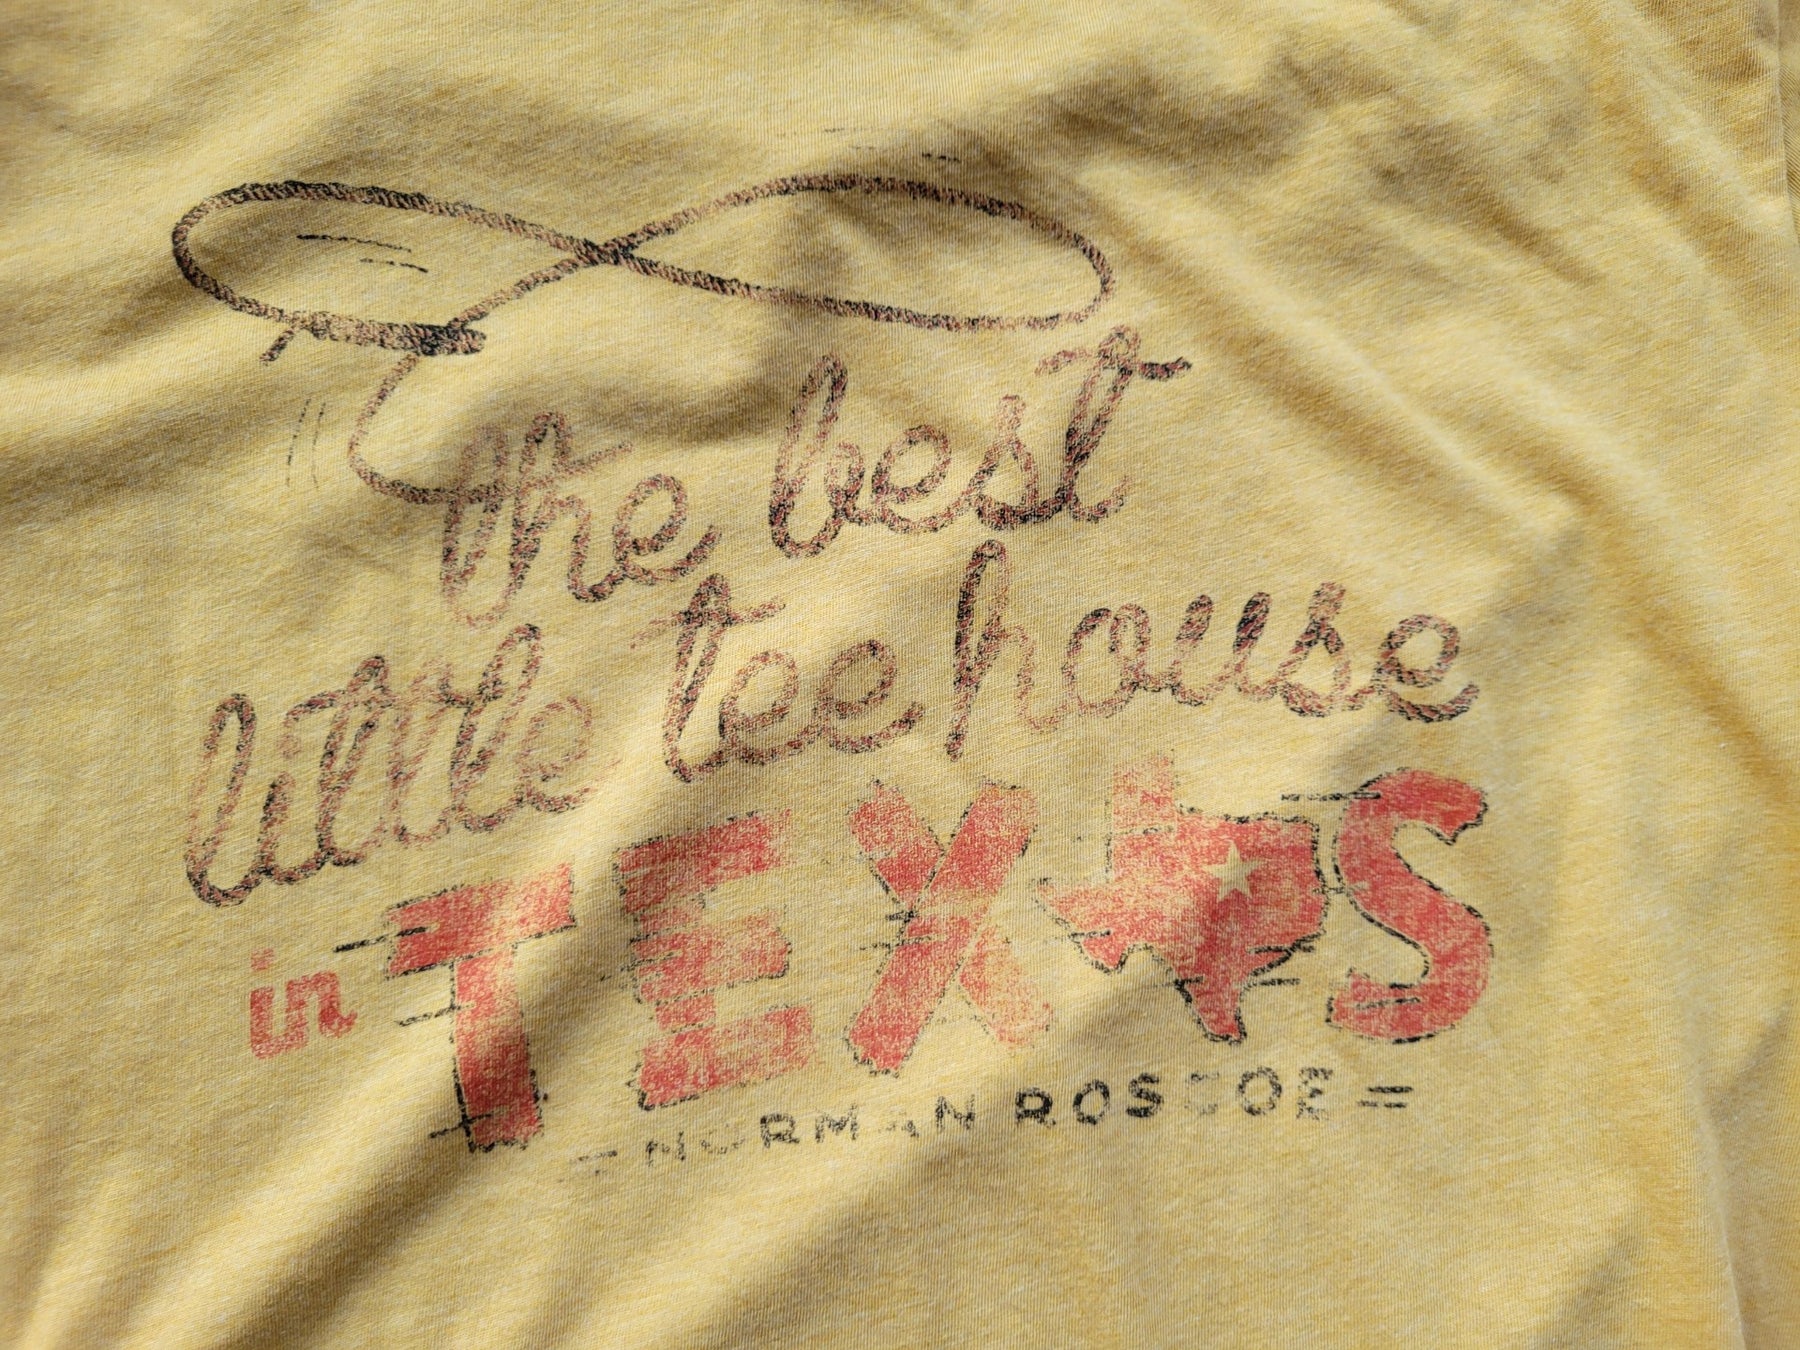 the best
little tee house
in TEXAS
= NORMAN ROSCOE =